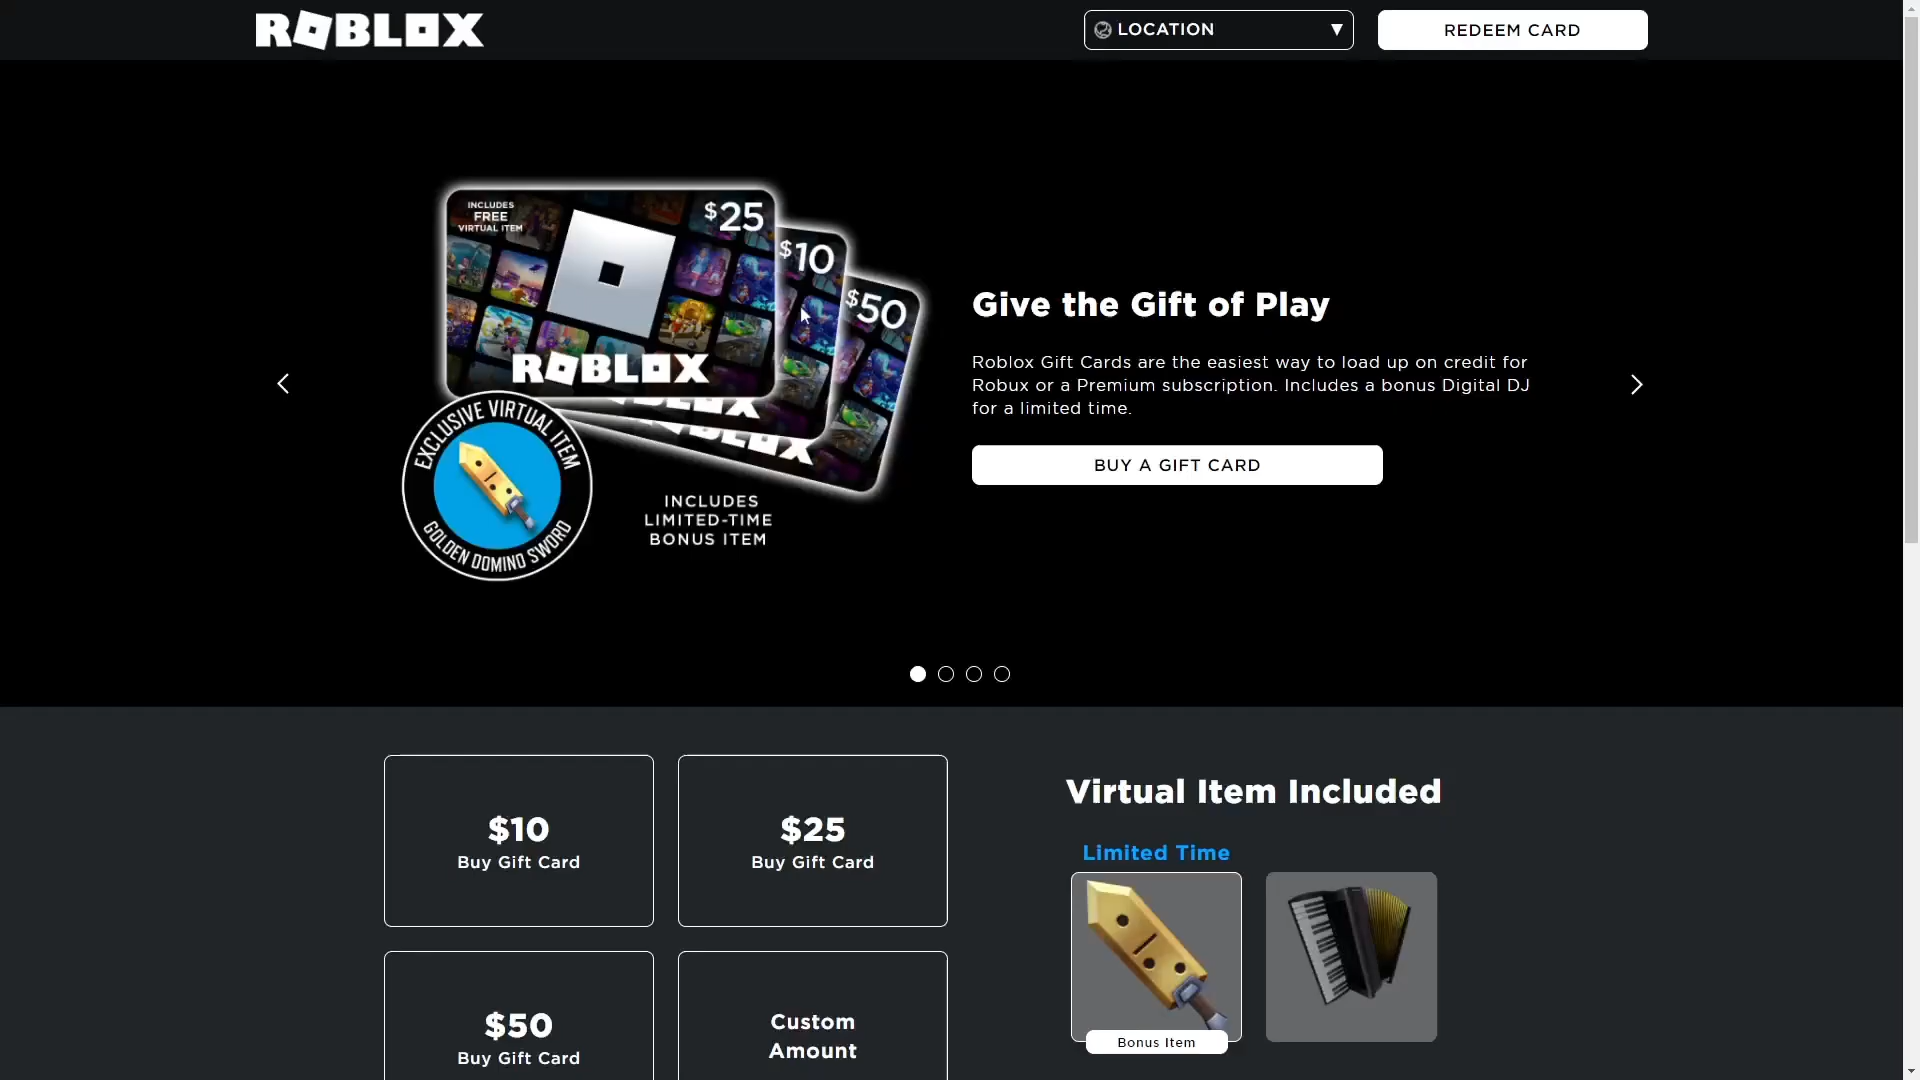 ROBLOX
LOCATION
REDEEM CARD
INCLUDES
FREE
VIRTUAL ITEM
$25
$10
$50
ROBLOX
ROBLOX
ROBLOX
EXCLUSIVE VIRTUAL ITEM
GOLDEN DOMINO SWORD
INCLUDES
LIMITED-TIME
BONUS ITEM
Give the Gift of Play
Roblox Gift Cards are the easiest way to load up on credit for
Robux or a Premium subscription. Includes a bonus Digital DJ
for a limited time.
BUY A GIFT CARD
$10
Buy Gift Card
$25
Buy Gift Card
$50
Buy Gift Card
Custom
Amount
Virtual Item Included
Limited Time
Bonus Item